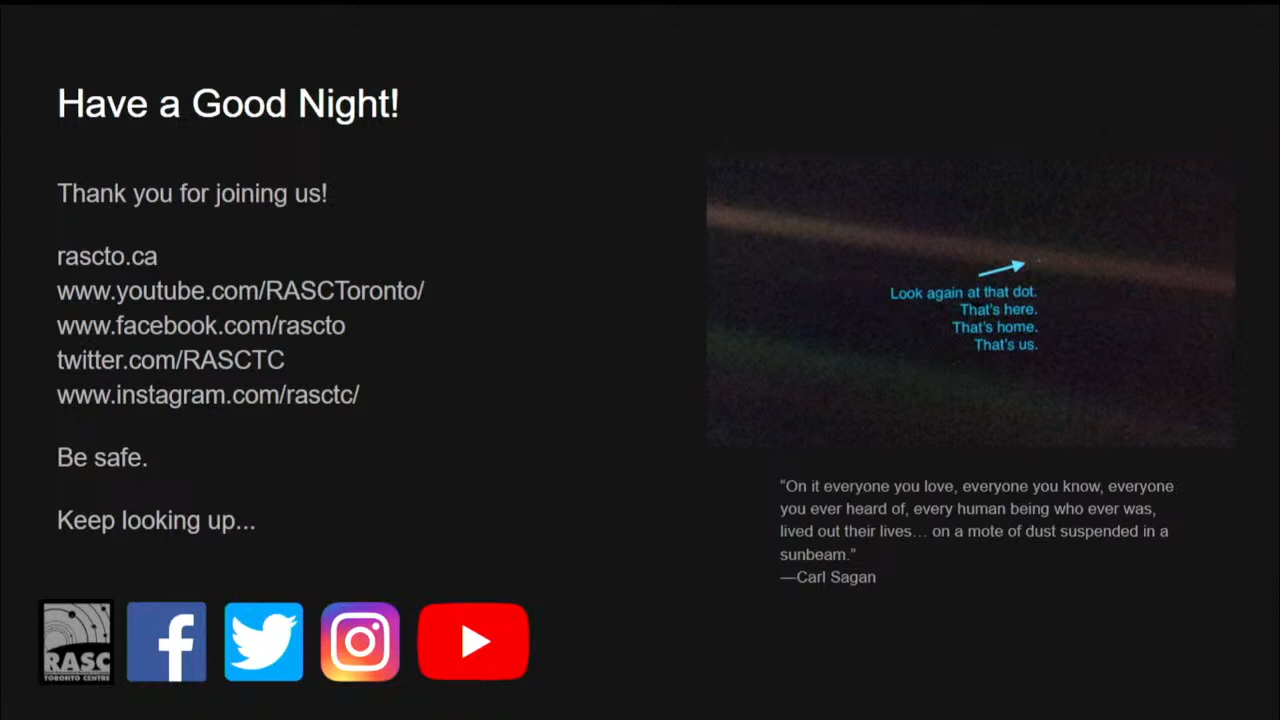 Have a Good Night!
Thank you for joining us!
rascto.ca
www.youtube.com/RASCToronto/
www.facebook.com/rascto
twitter.com/RASCTC
www.instagram.com/rasctc/
Be safe.
Keep looking up...
Look again at that dot.
That's here.
That's home.
That's us.
“On it everyone you love, everyone you know, everyone
you ever heard of, every human being who ever was,
lived out their lives… on a mote of dust suspended in a
sunbeam.”
—Carl Sagan
RASC
TORONTO CENTRE